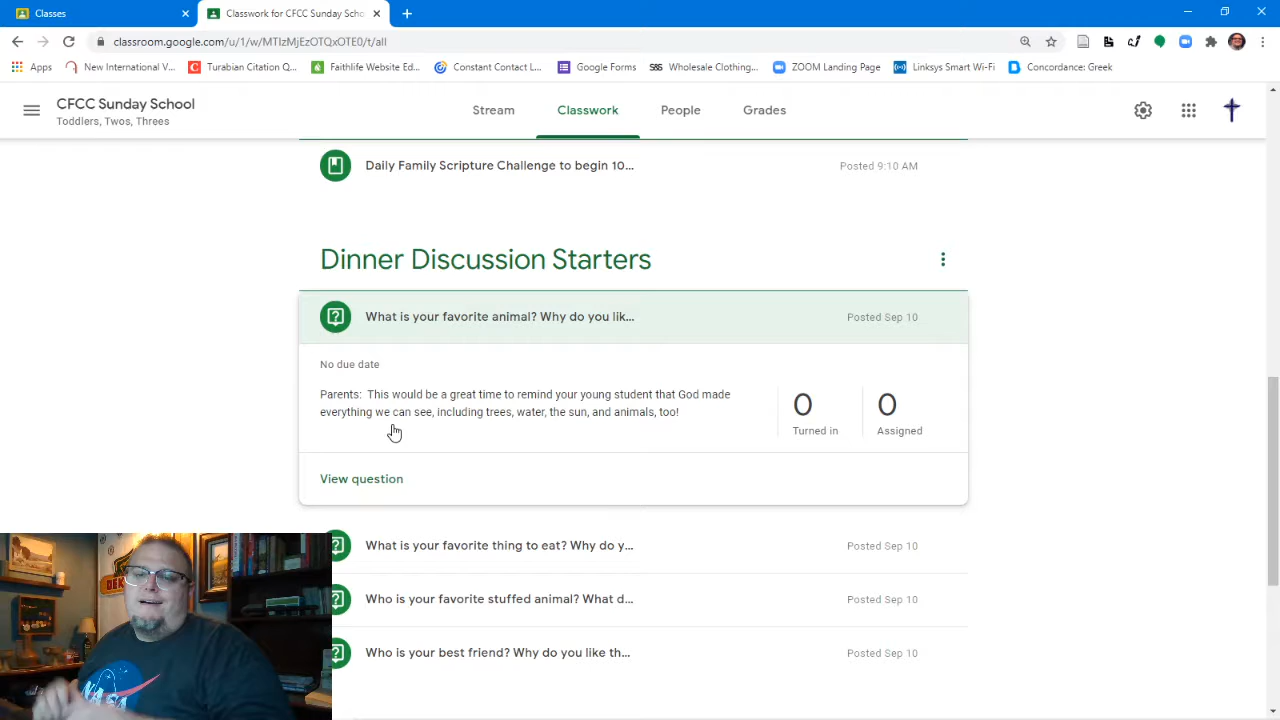 Classes
Classwork for CFCC Sunday Scho
classroom.google.com/u/1/w/MTIzMjEzOTQxOTE0/t/all
Apps
New International V...
Turabian Citation Q...
Faithlife Website Ed...
Constant Contact L...
Google Forms
Wholesale Clothing...
ZOOM Landing Page
Linksys Smart Wi-Fi
Concordance: Greek
CFCC Sunday School
Toddlers, Twos, Threes
Stream
Classwork
People
Grades
Daily Family Scripture Challenge to begin 10...
Posted 9:10 AM
Dinner Discussion Starters
What is your favorite animal? Why do you lik...
Posted Sep 10
No due date
Parents: This would be a great time to remind your young student that God made
everything we can see, including trees, water, the sun, and animals, too!
0
Turned in
0
Assigned
View question
What is your favorite thing to eat? Why do y...
Posted Sep 10
Who is your favorite stuffed animal? What d...
Posted Sep 10
Who is your best friend? Why do you like th...
Posted Sep 10